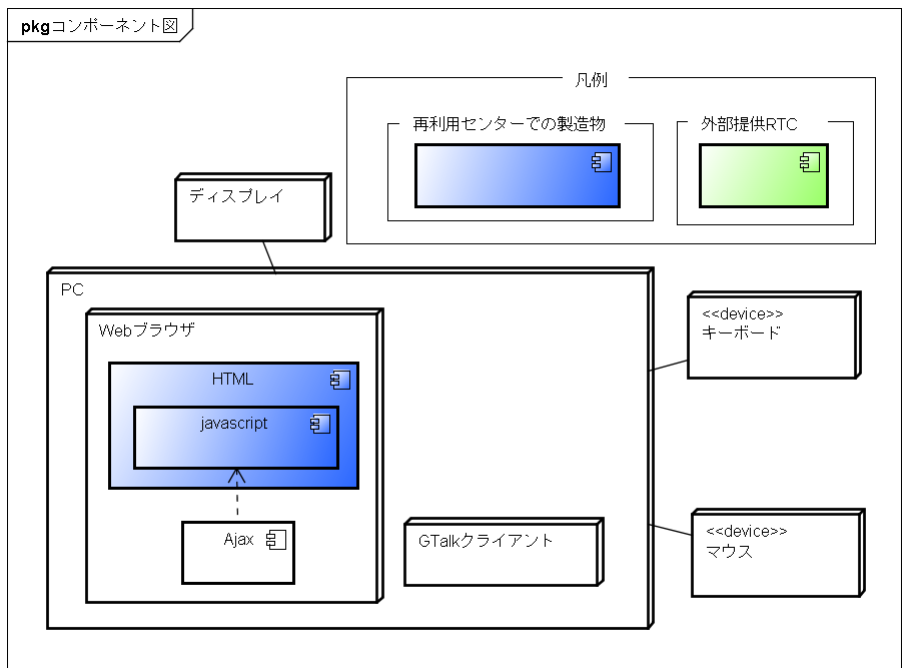 pkgコンポーネント図
凡例
再利用センターでの製造物
外部提供RTC
ディスプレイ
PC
Webブラウザ
HTML
javascript
Ajax
GTalkクライアント
<<device>>
キーボード
<<device>>
マウス